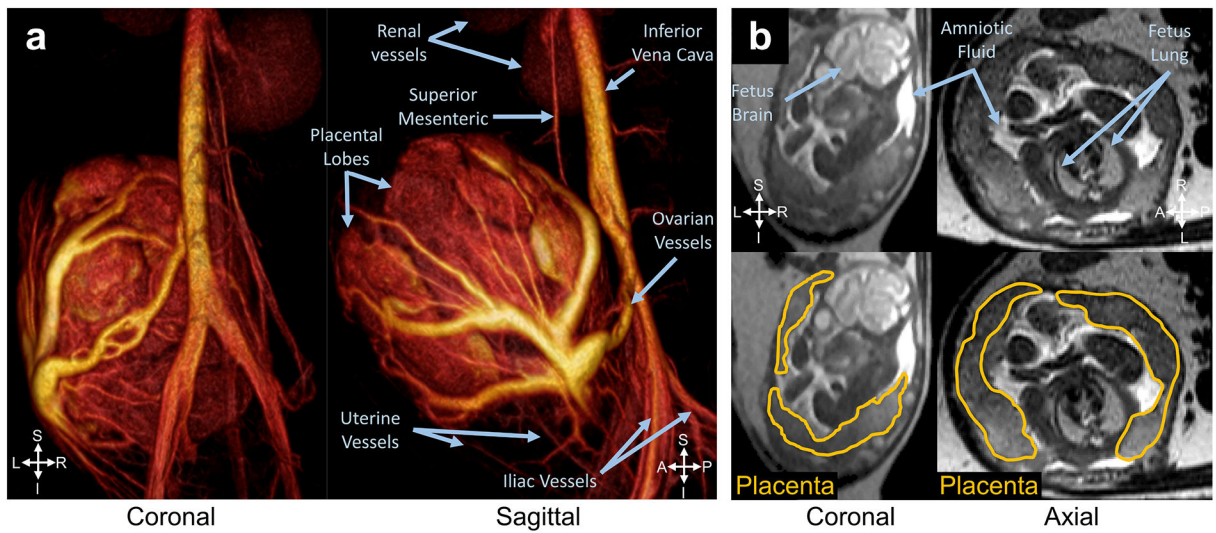 a
Renal
vessels
Inferior
Vena Cava
Superior
Mesenteric
Placental
Lobes
Ovarian
Vessels
Uterine
Vessels
Iliac Vessels
S
L R
I
S
A P
I
Coronal
Sagittal
b
Amniotic
Fluid
Fetus
Lung
Fetus
Brain
S
L R
I
R
A P
L
Placenta
Placenta
Coronal
Axial